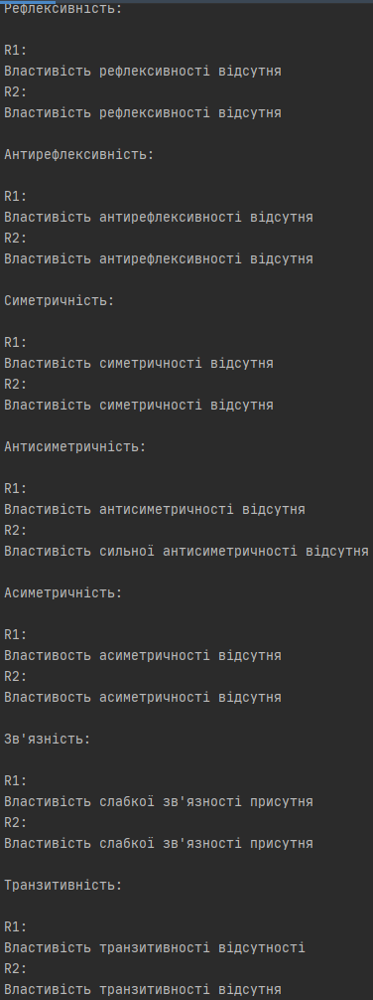 Рефлексивність:
R1:
Властивість рефлексивності відсутня
R2:
Властивість рефлексивності відсутня
Антирефлексивність:
R1:
Властивість антирефлексивності відсутня
R2:
Властивість антирефлексивності відсутня
Симетричність:
R1:
Властивість симетричності відсутня
R2:
Властивість симетричності відсутня
Антисиметричність:
R1:
Властивість антисиметричності відсутня
R2:
Властивість сильної антисиметричності відсутня
Асиметричність:
R1:
Властивость асиметричності відсутня
R2:
Властивость асиметричності відсутня
Зв'язність:
R1:
Властивість слабкої зв'язності присутня
R2:
Властивість слабкої зв'язності присутня
Транзитивність:
R1:
Властивість транзитивності відсутності
R2:
Властивість транзитивності відсутня